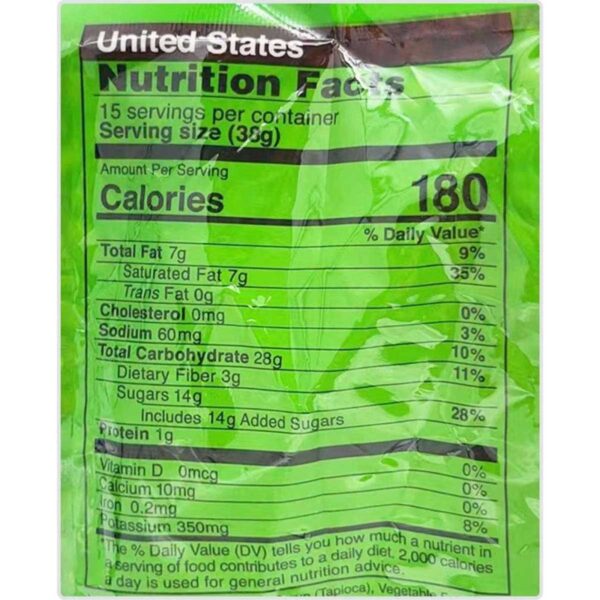 United States
Nutrition Facts
15 servings per container
Serving size (38g)
Amount Per Serving
Calories 180
% Daily Value*
Total Fat 7g 9%
Saturated Fat 7g 35%
Trans Fat 0g
Cholesterol 0mg 0%
Sodium 60mg 3%
Total Carbohydrate 28g 10%
Dietary Fiber 3g 11%
Sugars 14g
Includes 14g Added Sugars 28%
Protein 1g
Vitamin D 0mcg 0%
Calcium 10mg 0%
Iron 0.2mg 0%
Potassium 350mg 8%
*The % Daily Value (DV) tells you how much a nutrient in
a serving of food contributes to a daily diet. 2,000 calories
a day is used for general nutrition advice.
(Tapioca), Vegetable